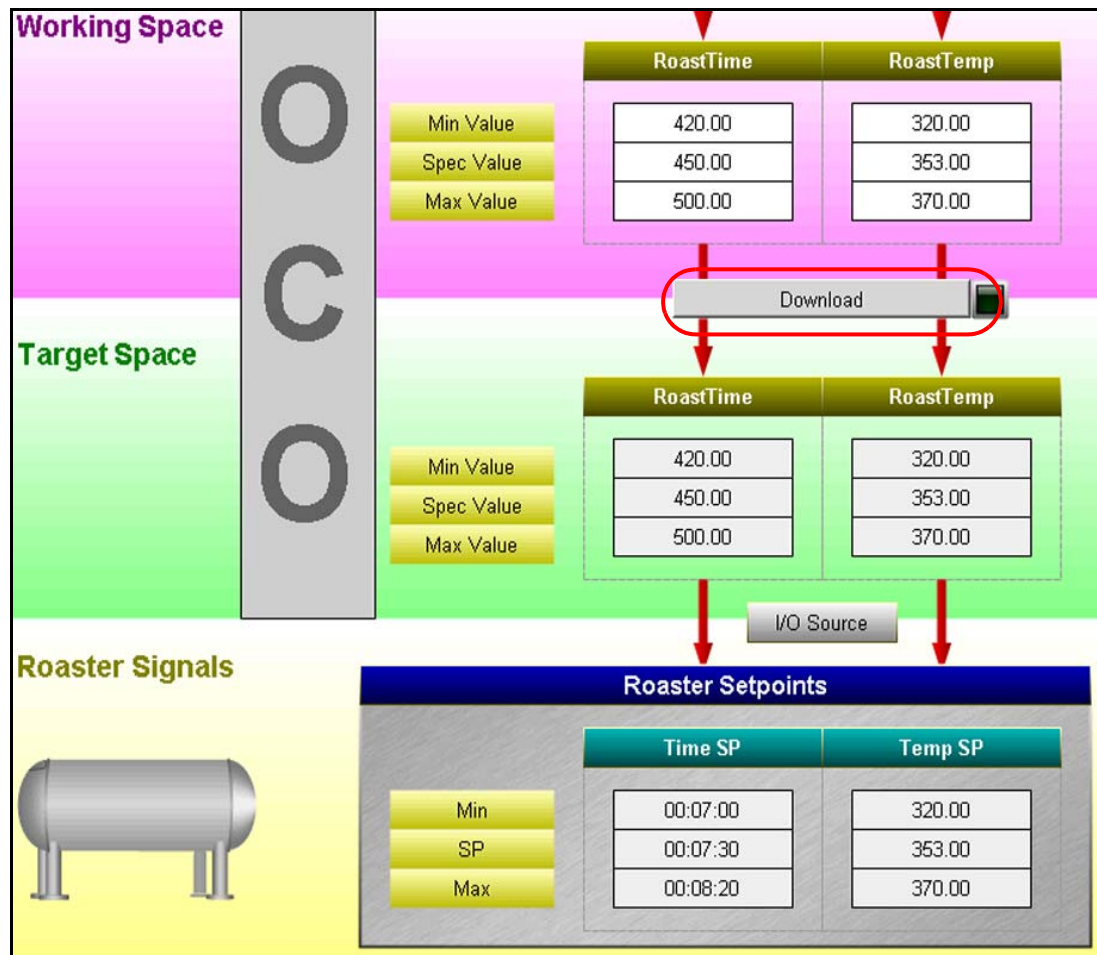 Working Space
O
C
O
RoastTime RoastTemp
Min Value 420.00 320.00
Spec Value 450.00 353.00
Max Value 500.00 370.00
Download
Target Space
RoastTime RoastTemp
Min Value 420.00 320.00
Spec Value 450.00 353.00
Max Value 500.00 370.00
I/O Source
Roaster Signals
Roaster Setpoints
Time SP Temp SP
Min 00:07:00 320.00
SP 00:07:30 353.00
Max 00:08:20 370.00